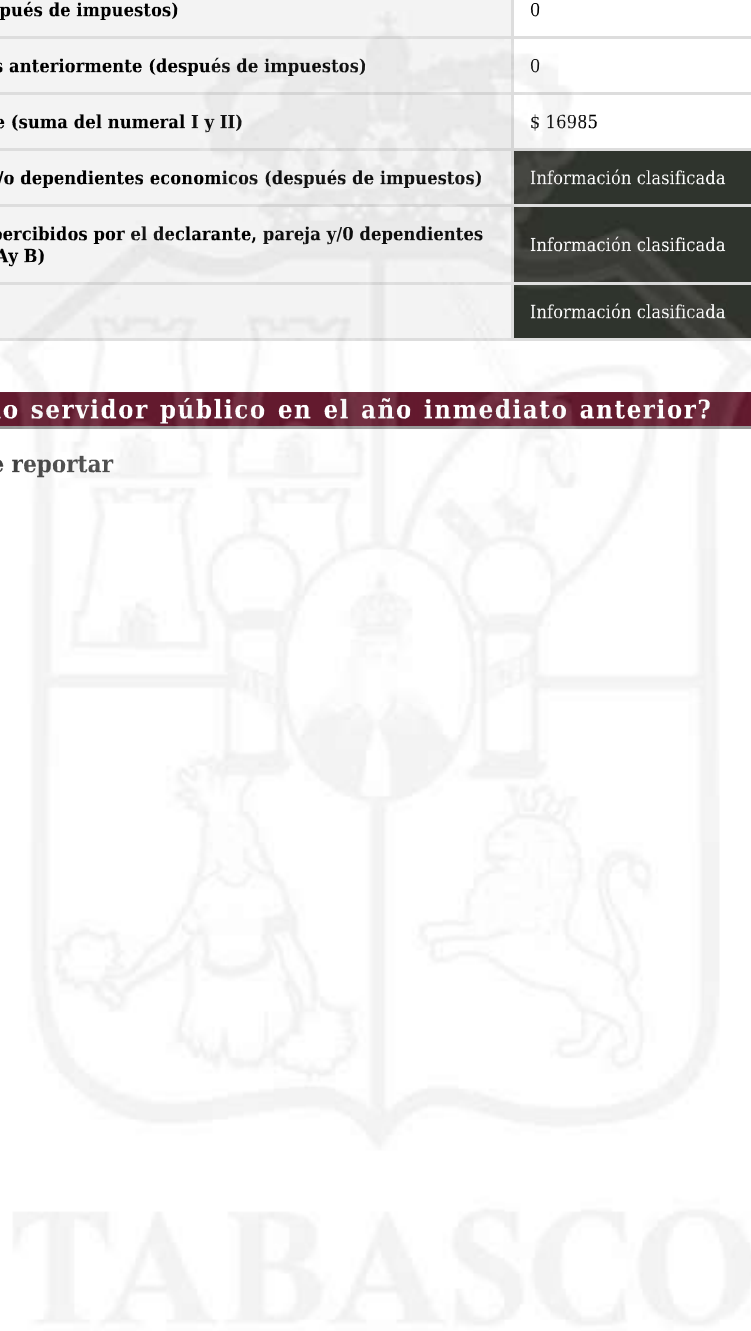 pués de impuestos) 0
s anteriormente (después de impuestos) 0
e (suma del numeral I y II) $ 16985
/o dependientes economicos (después de impuestos) Información clasificada
percibidos por el declarante, pareja y/0 dependientes
Ay B) Información clasificada
Información clasificada
o servidor público en el año inmediato anterior?
e reportar
TABASCO